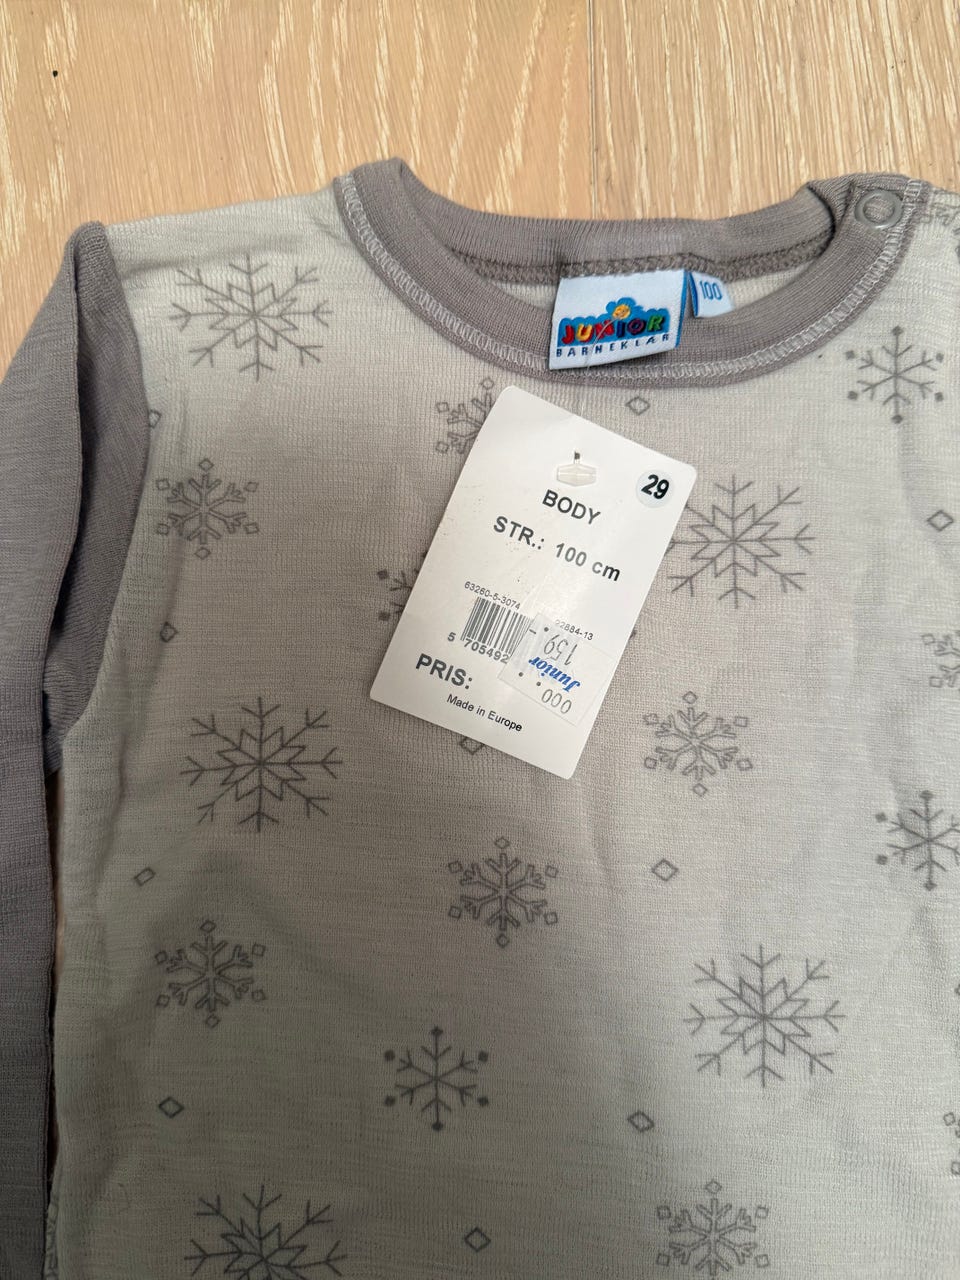 100
JUNIOR
BARNEKLÆR
29
BODY
STR.: 100 cm
63260-5-3074
22884-13
5 705492
PRIS:
Made in Europe
000
Junior
159.-